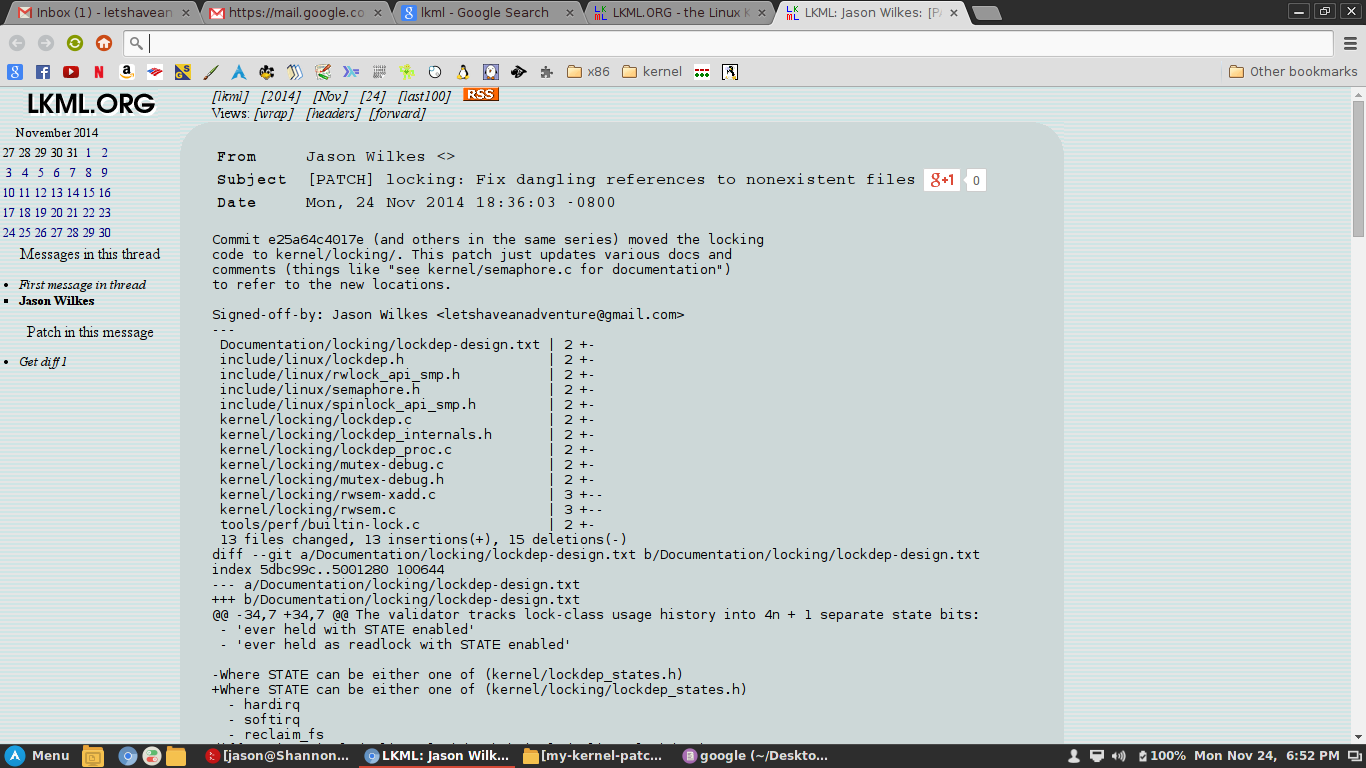 Inbox (1) - letshavean
https://mail.google.co
lkml - Google Search
LKML.ORG - the Linux K
LKML: Jason Wilkes: [P
x86
kernel
Other bookmarks
LKML.ORG
November 2014
27 28 29 30 31 1 2
3 4 5 6 7 8 9
10 11 12 13 14 15 16
17 18 19 20 21 22 23
24 25 26 27 28 29 30
Messages in this thread
First message in thread
Jason Wilkes
Patch in this message
Get diff 1
[lkml] [2014] [Nov] [24] [last100] RSS
Views: [wrap] [headers] [forward]
From Jason Wilkes <>
Subject [PATCH] locking: Fix dangling references to nonexistent files g+1 0
Date Mon, 24 Nov 2014 18:36:03 -0800
Commit e25a64c4017e (and others in the same series) moved the locking
code to kernel/locking/. This patch just updates various docs and
comments (things like "see kernel/semaphore.c for documentation")
to refer to the new locations.
Signed-off-by: Jason Wilkes <letshaveanadventure@gmail.com>
---
Documentation/locking/lockdep-design.txt | 2 +-
include/linux/lockdep.h | 2 +-
include/linux/rwlock_api_smp.h | 2 +-
include/linux/semaphore.h | 2 +-
include/linux/spinlock_api_smp.h | 2 +-
kernel/locking/lockdep.c | 2 +-
kernel/locking/lockdep_internals.h | 2 +-
kernel/locking/lockdep_proc.c | 2 +-
kernel/locking/mutex-debug.c | 2 +-
kernel/locking/mutex-debug.h | 2 +-
kernel/locking/rwsem-xadd.c | 3 +--
kernel/locking/rwsem.c | 3 +--
tools/perf/builtin-lock.c | 2 +-
13 files changed, 13 insertions(+), 15 deletions(-)
diff --git a/Documentation/locking/lockdep-design.txt b/Documentation/locking/lockdep-design.txt
index 5dbc99c..5001280 100644
--- a/Documentation/locking/lockdep-design.txt
+++ b/Documentation/locking/lockdep-design.txt
@@ -34,7 +34,7 @@ The validator tracks lock-class usage history into 4n + 1 separate state bits:
- 'ever held with STATE enabled'
- 'ever held as readlock with STATE enabled'
-Where STATE can be either one of (kernel/lockdep_states.h)
+Where STATE can be either one of (kernel/locking/lockdep_states.h)
- hardirq
- softirq
- reclaim_fs
Menu
[jason@Shannon...
LKML: Jason Wilk...
[my-kernel-patc...
google (~/Deskto...
100% Mon Nov 24, 6:52 PM